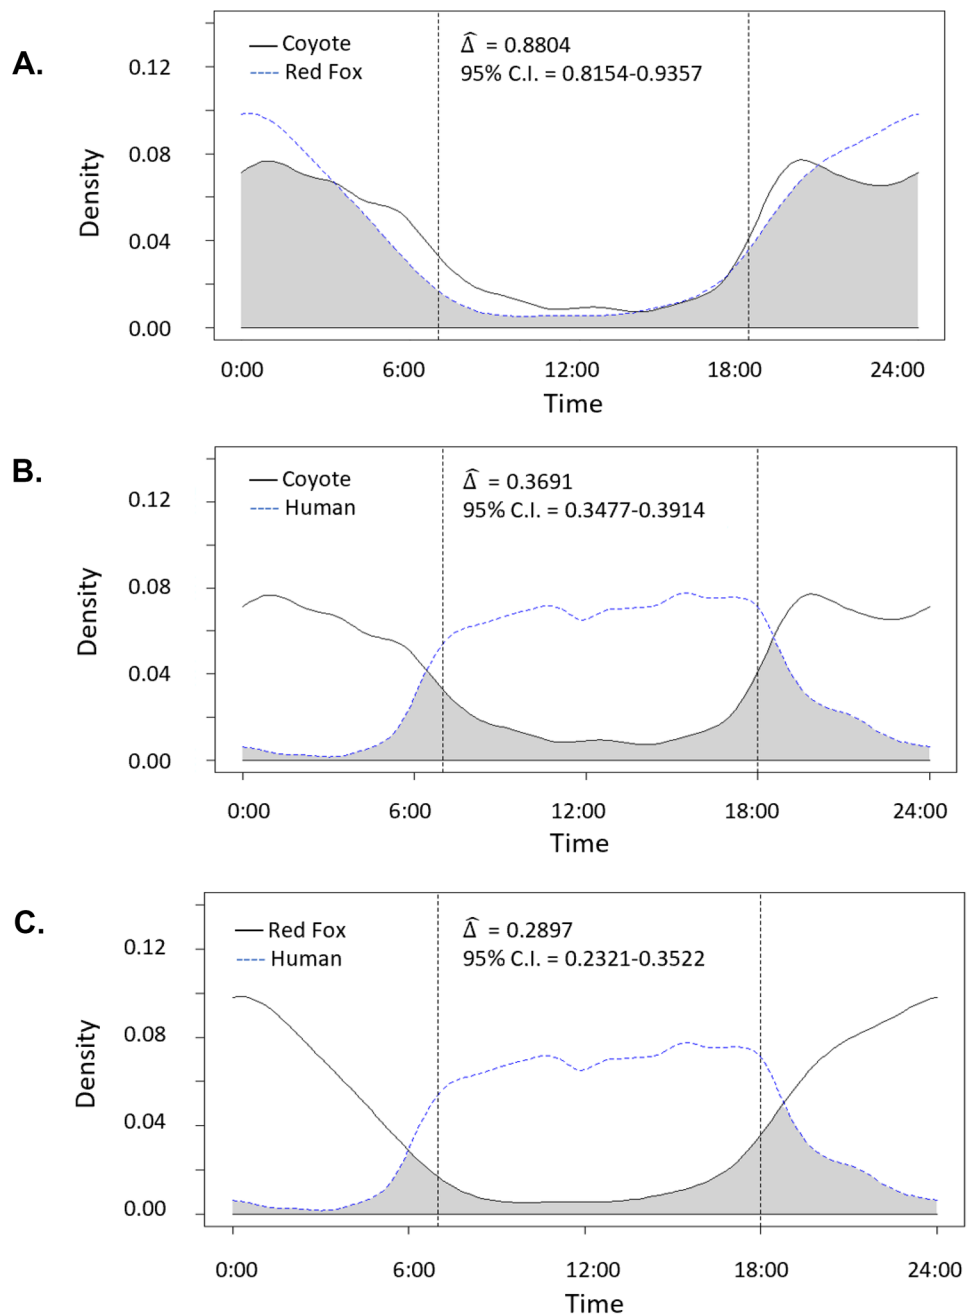 A.
Coyote
Red Fox
Δ̂ = 0.8804
95% C.I. = 0.8154-0.9357
Density
0.12
0.08
0.04
0.00
0:00 6:00 12:00 18:00 24:00
Time
B.
Coyote
Human
Δ̂ = 0.3691
95% C.I. = 0.3477-0.3914
Density
0.12
0.08
0.04
0.00
0:00 6:00 12:00 18:00 24:00
Time
C.
Red Fox
Human
Δ̂ = 0.2897
95% C.I. = 0.2321-0.3522
Density
0.12
0.08
0.04
0.00
0:00 6:00 12:00 18:00 24:00
Time